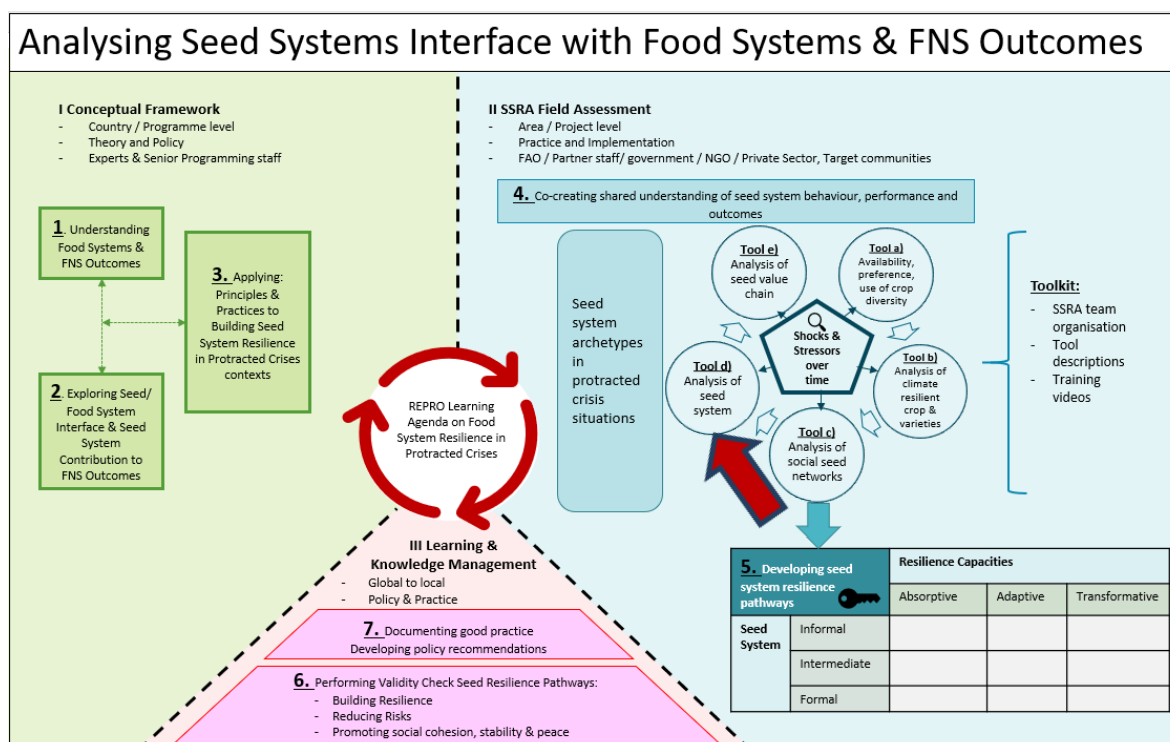 Analysing Seed Systems Interface with Food Systems & FNS Outcomes
I Conceptual Framework
- Country / Programme level
- Theory and Policy
- Experts & Senior Programming staff
1. Understanding
Food Systems &
FNS Outcomes
3. Applying:
Principles &
Practices to
Building Seed
System Resilience
in Protracted Crises
contexts
2. Exploring Seed/
Food System
Interface & Seed
System
Contribution to
FNS Outcomes
II SSRA Field Assessment
- Area / Project level
- Practice and Implementation
- FAO / Partner staff/ government / NGO / Private Sector, Target communities
4. Co-creating shared understanding of seed system behaviour, performance and
outcomes
Seed
system
archetypes
in
protracted
crisis
situations
Tool e)
Analysis of
seed value
chain
Tool a)
Availability,
preference,
use of crop
diversity
Shocks &
Stressors
over
time
Tool d)
Analysis of
seed
system
Tool b)
Analysis of
climate
resilient
crop &
varieties
Tool c)
Analysis of
social seed
networks
Toolkit:
- SSRA team
organisation
- Tool
descriptions
- Training
videos
REPRO Learning
Agenda on Food
System Resilience in
Protracted Crises
III Learning &
Knowledge Management
- Global to local
- Policy & Practice
7. Documenting good practice
Developing policy recommendations
6. Performing Validity Check Seed Resilience Pathways:
- Building Resilience
- Reducing Risks
- Promoting social cohesion, stability & peace
5. Developing seed
system resilience
pathways
Resilience Capacities
Absorptive Adaptive Transformative
Seed
System
Informal
Intermediate
Formal